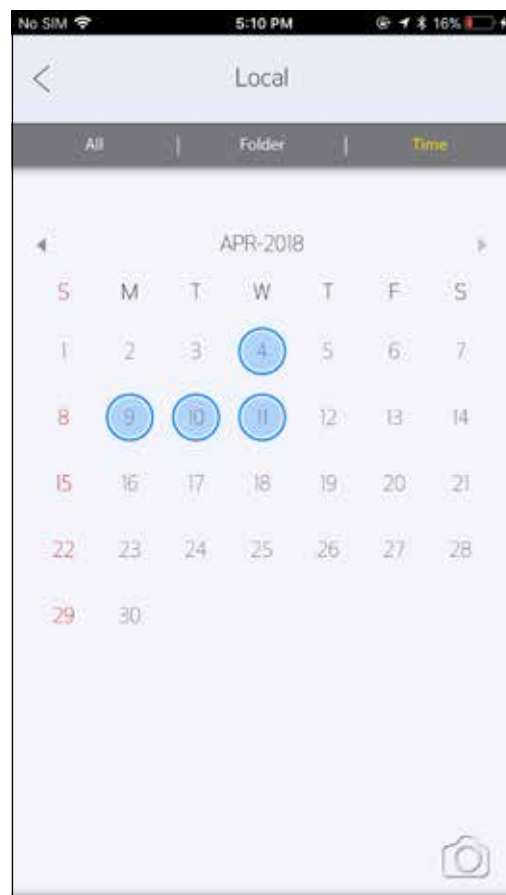 No SIM 5:10 PM 16%
Local
All | Folder | Time
APR-2018
S M T W T F S
1 2 3 4 5 6 7
8 9 10 11 12 13 14
15 16 17 18 19 20 21
22 23 24 25 26 27 28
29 30